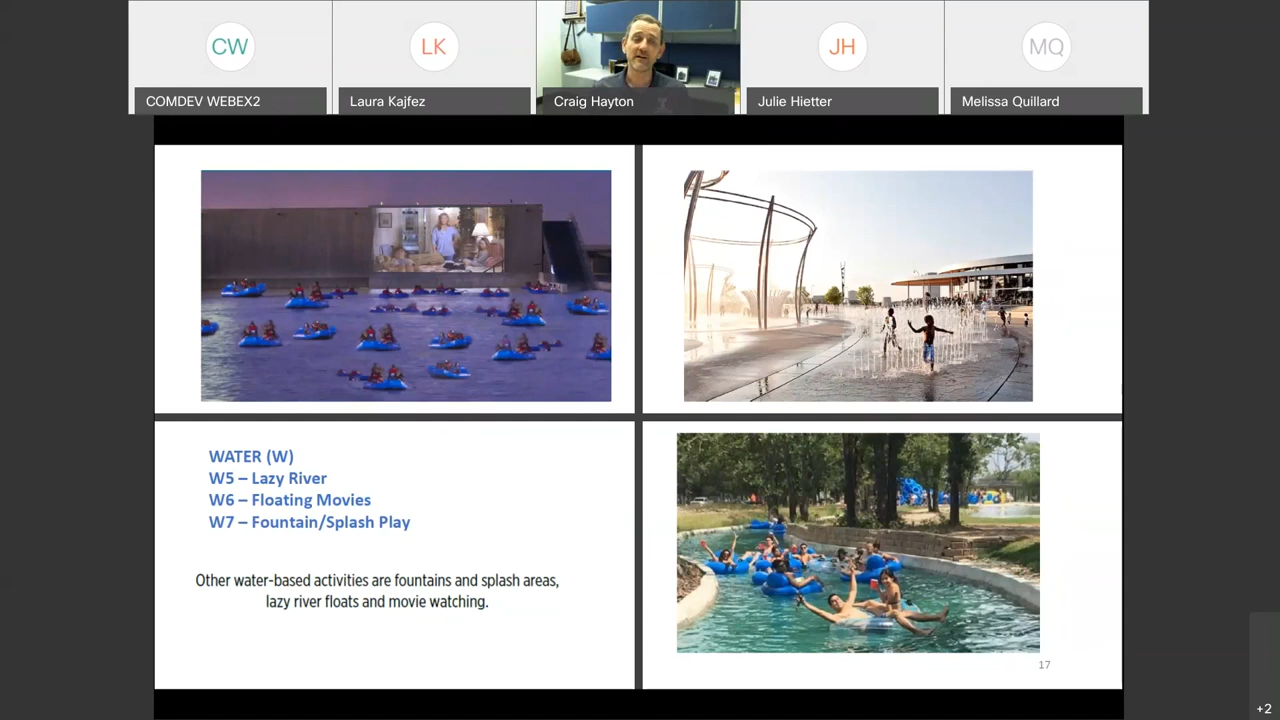 CW
LK
JH
MQ
COMDEV WEBEX2
Laura Kajfez
Craig Hayton
Julie Hietter
Melissa Quillard
WATER (W)
W5 – Lazy River
W6 – Floating Movies
W7 – Fountain/Splash Play
Other water-based activities are fountains and splash areas,
lazy river floats and movie watching.
17
+2